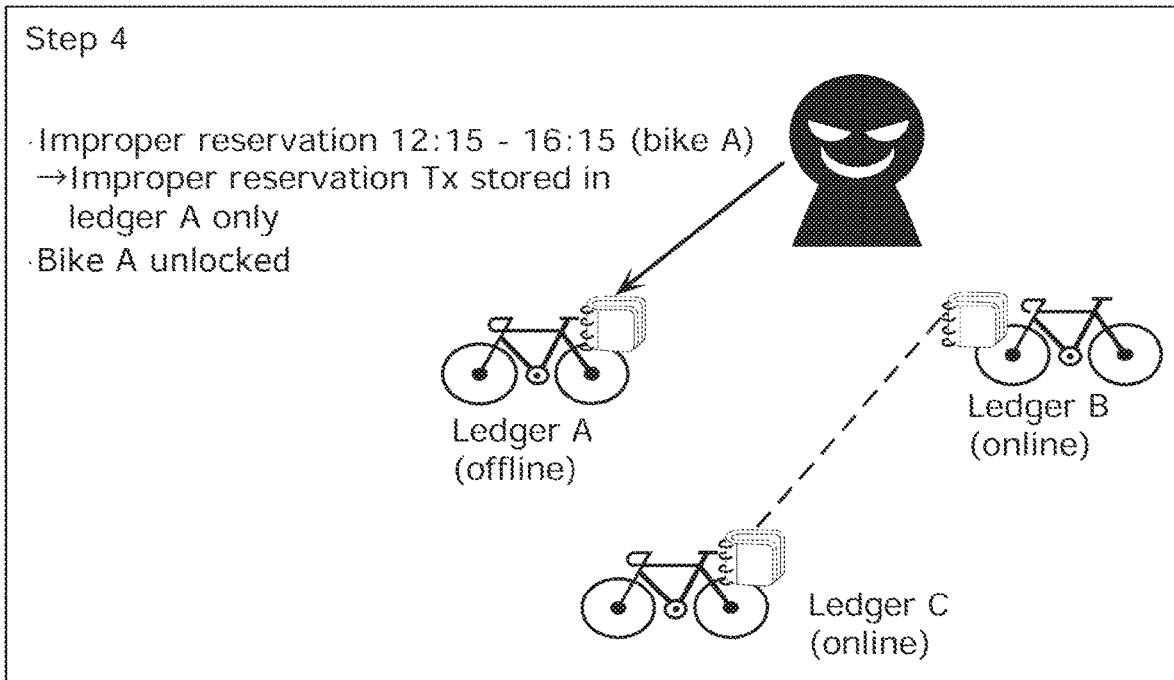 Step 4
·Improper reservation 12:15 - 16:15 (bike A)
→Improper reservation Tx stored in
ledger A only
·Bike A unlocked
Ledger A
(offline)
Ledger B
(online)
Ledger C
(online)